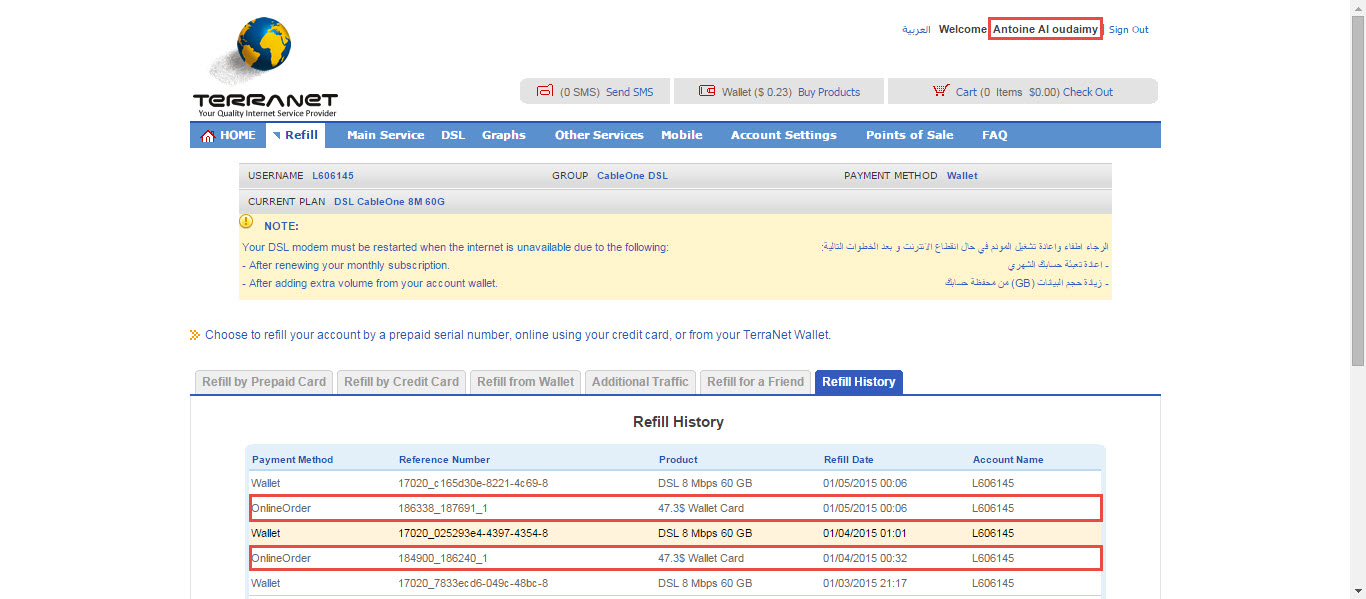 العربية Welcome Antoine Al oudaimy | Sign Out
TERRANET
Your Quality Internet Service Provider
(0 SMS) Send SMS
Wallet ($ 0.23) Buy Products
Cart (0 Items $0.00) Check Out
HOME Refill Main Service DSL Graphs Other Services Mobile Account Settings Points of Sale FAQ
USERNAME L606145 GROUP CableOne DSL PAYMENT METHOD Wallet
CURRENT PLAN DSL CableOne 8M 60G
NOTE:
Your DSL modem must be restarted when the internet is unavailable due to the following:
- After renewing your monthly subscription.
- After adding extra volume from your account wallet.
الرجاء اطفاء واعادة تشغيل المودم في حال انقطاع الانترنت و بعد الخطوات التالية:
- اعادة تعبئة حسابك الشهري
- زيادة حجم البيانات (GB) من محفظة حسابك
Choose to refill your account by a prepaid serial number, online using your credit card, or from your TerraNet Wallet.
Refill by Prepaid Card Refill by Credit Card Refill from Wallet Additional Traffic Refill for a Friend Refill History
Refill History
Payment Method Reference Number Product Refill Date Account Name
Wallet 17020_c165d30e-8221-4c69-8 DSL 8 Mbps 60 GB 01/05/2015 00:06 L606145
OnlineOrder 186338_187691_1 47.3$ Wallet Card 01/05/2015 00:06 L606145
Wallet 17020_025293e4-4397-4354-8 DSL 8 Mbps 60 GB 01/04/2015 01:01 L606145
OnlineOrder 184900_186240_1 47.3$ Wallet Card 01/04/2015 00:32 L606145
Wallet 17020_7833ecd6-049c-48bc-8 DSL 8 Mbps 60 GB 01/03/2015 21:17 L606145